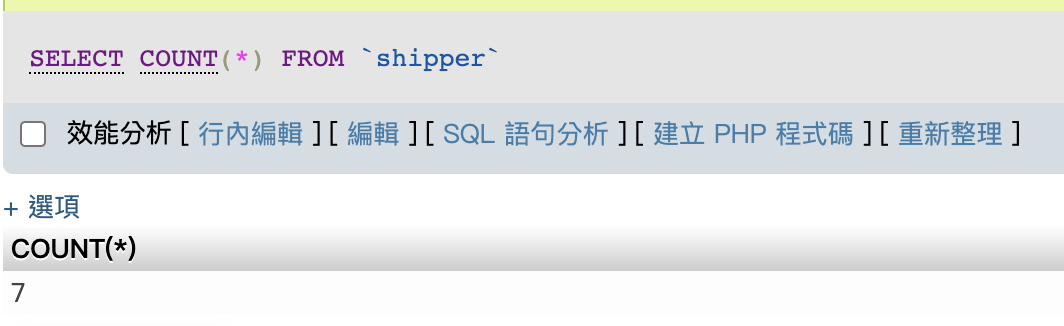 SELECT COUNT(*) FROM `shipper`
效能分析 [ 行內編輯 ] [ 編輯 ] [ SQL 語句分析 ] [ 建立 PHP 程式碼 ] [ 重新整理 ]
+ 選項
COUNT(*)
7